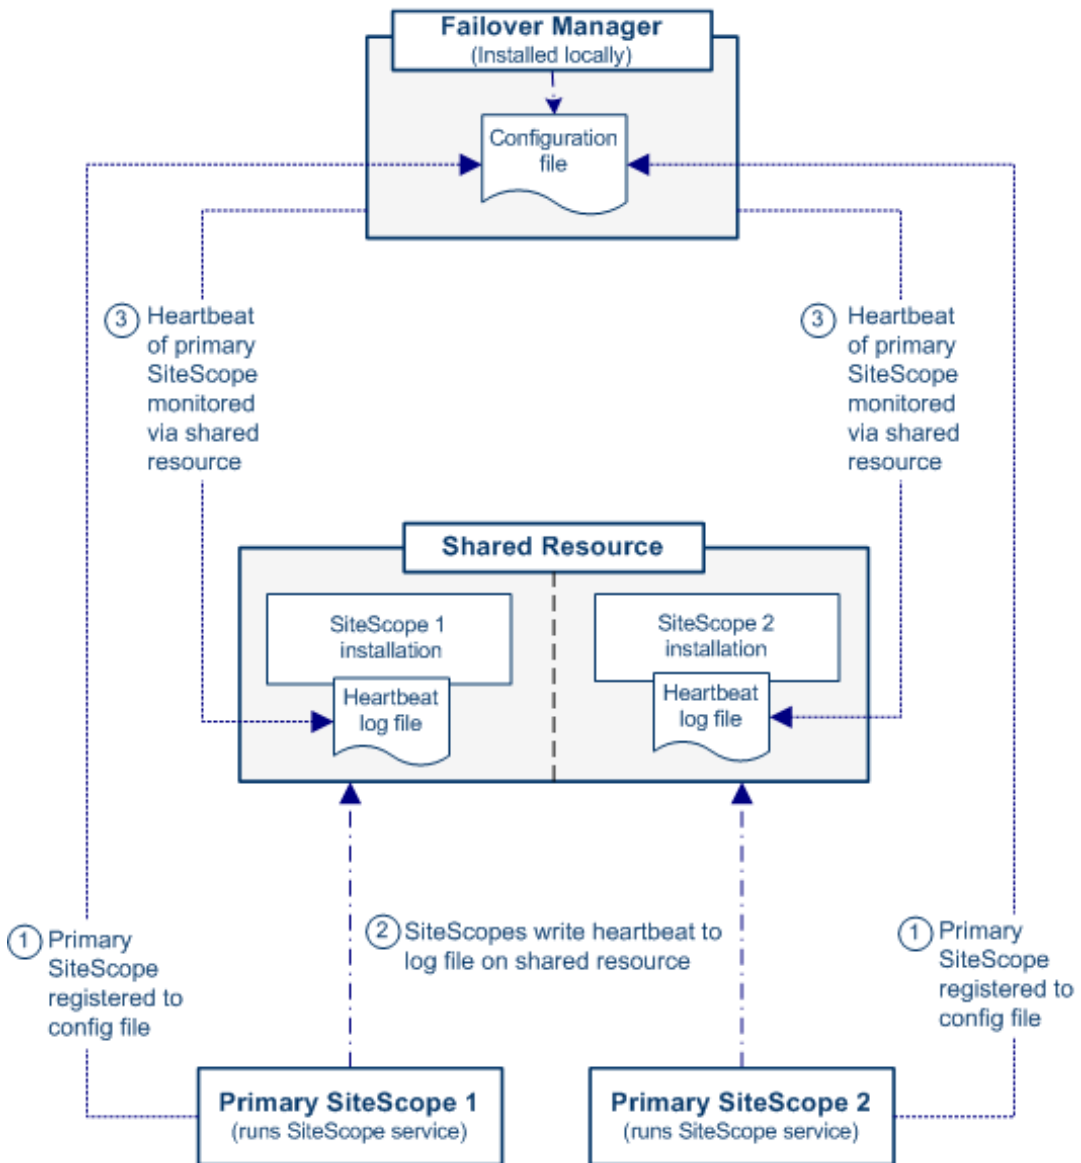 Failover Manager
(Installed locally)
Configuration
file
3 Heartbeat
of primary
SiteScope
monitored
via shared
resource
3 Heartbeat
of primary
SiteScope
monitored
via shared
resource
Shared Resource
SiteScope 1
installation
Heartbeat
log file
SiteScope 2
installation
Heartbeat
log file
1 Primary
SiteScope
registered to
config file
2 SiteScopes write heartbeat to
log file on shared resource
1 Primary
SiteScope
registered to
config file
Primary SiteScope 1
(runs SiteScope service)
Primary SiteScope 2
(runs SiteScope service)